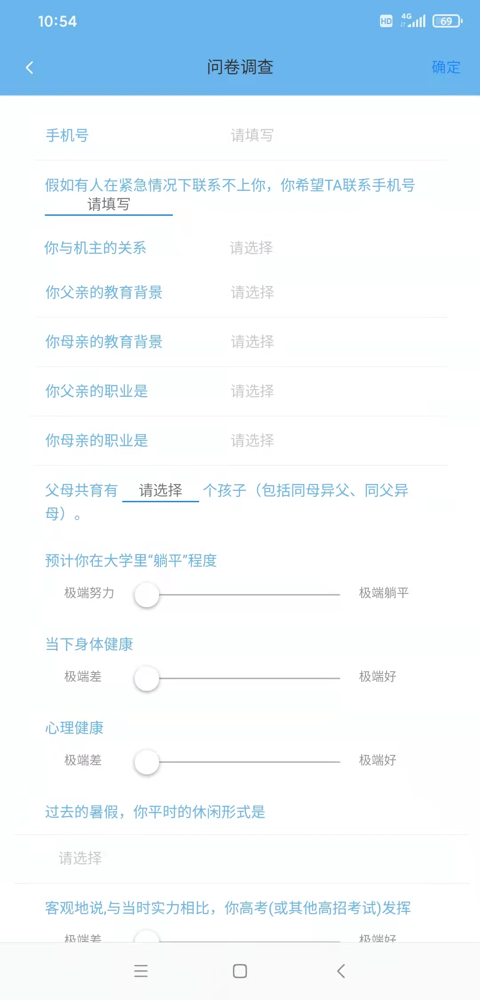 10:54
HD 4G 69
问卷调查
确定
手机号 请填写
假如有人在紧急情况下联系不上你，你希望TA联系手机号
请填写
你与机主的关系 请选择
你父亲的教育背景 请选择
你母亲的教育背景 请选择
你父亲的职业是 请选择
你母亲的职业是 请选择
父母共育有 请选择 个孩子（包括同母异父、同父异
母）。
预计你在大学里“躺平”程度
极端努力 极端躺平
当下身体健康
极端差 极端好
心理健康
极端差 极端好
过去的暑假，你平时的休闲形式是
请选择
客观地说,与当时实力相比，你高考(或其他高招考试)发挥
极端差 极端好